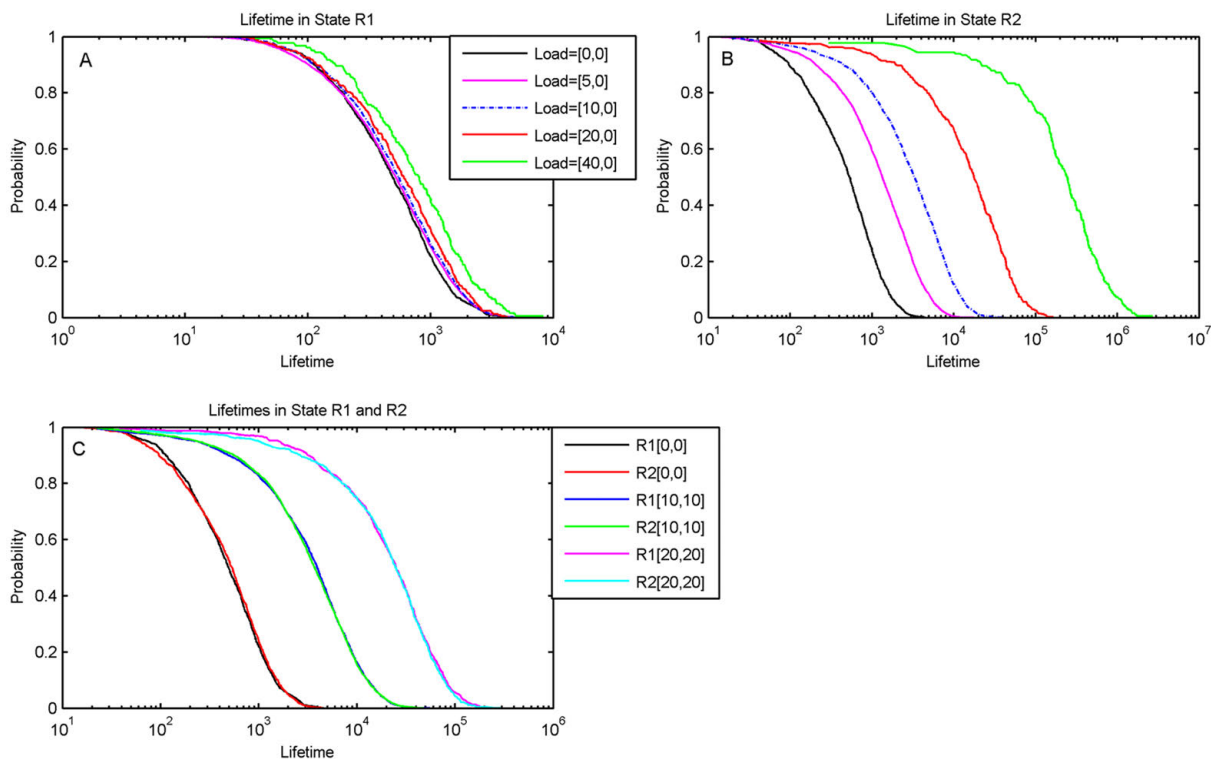 Lifetime in State R1
A
Probability
1
0.8
0.6
0.4
0.2
0
10^0
10^1
10^2
10^3
10^4
Lifetime
Load=[0,0]
Load=[5,0]
Load=[10,0]
Load=[20,0]
Load=[40,0]
Lifetime in State R2
B
Probability
1
0.8
0.6
0.4
0.2
0
10^1
10^2
10^3
10^4
10^5
10^6
10^7
Lifetime
Lifetimes in State R1 and R2
C
Probability
1
0.8
0.6
0.4
0.2
0
10^1
10^2
10^3
10^4
10^5
10^6
Lifetime
R1[0,0]
R2[0,0]
R1[10,10]
R2[10,10]
R1[20,20]
R2[20,20]